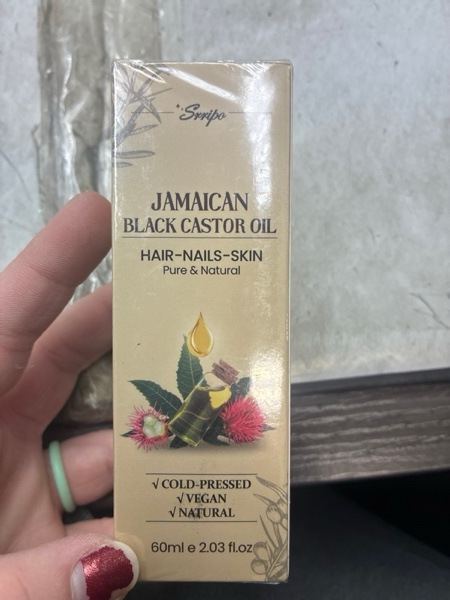 Srripo
JAMAICAN
BLACK CASTOR OIL
HAIR-NAILS-SKIN
Pure & Natural
√ COLD-PRESSED
√ VEGAN
√ NATURAL
60ml e 2.03 fl.oz